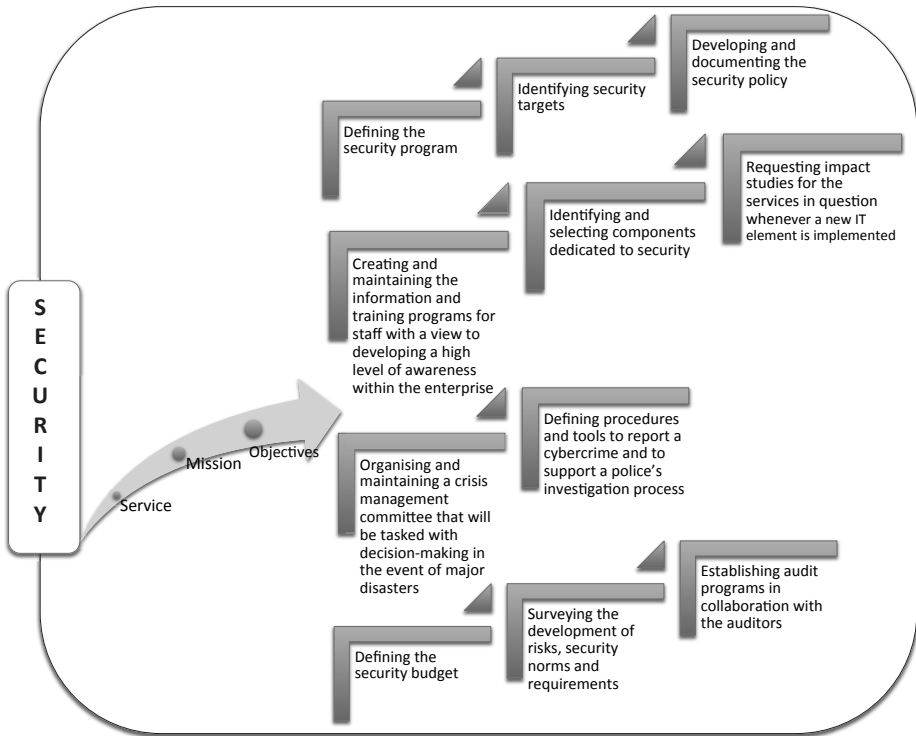 S
E
C
U
R
I
T
Y
Service
Mission
Objectives
Defining the
security program
Identifying security
targets
Developing and
documenting the
security policy
Creating and
maintaining the
information and
training programs for
staff with a view to
developing a high
level of awareness
within the enterprise
Identifying and
selecting components
dedicated to security
Requesting impact
studies for the
services in question
whenever a new IT
element is implemented
Organising and
maintaining a crisis
management
committee that will
be tasked with
decision-making in
the event of major
disasters
Defining procedures
and tools to report a
cybercrime and to
support a police's
investigation process
Defining the
security budget
Surveying the
development of
risks, security
norms and
requirements
Establishing audit
programs in
collaboration with
the auditors